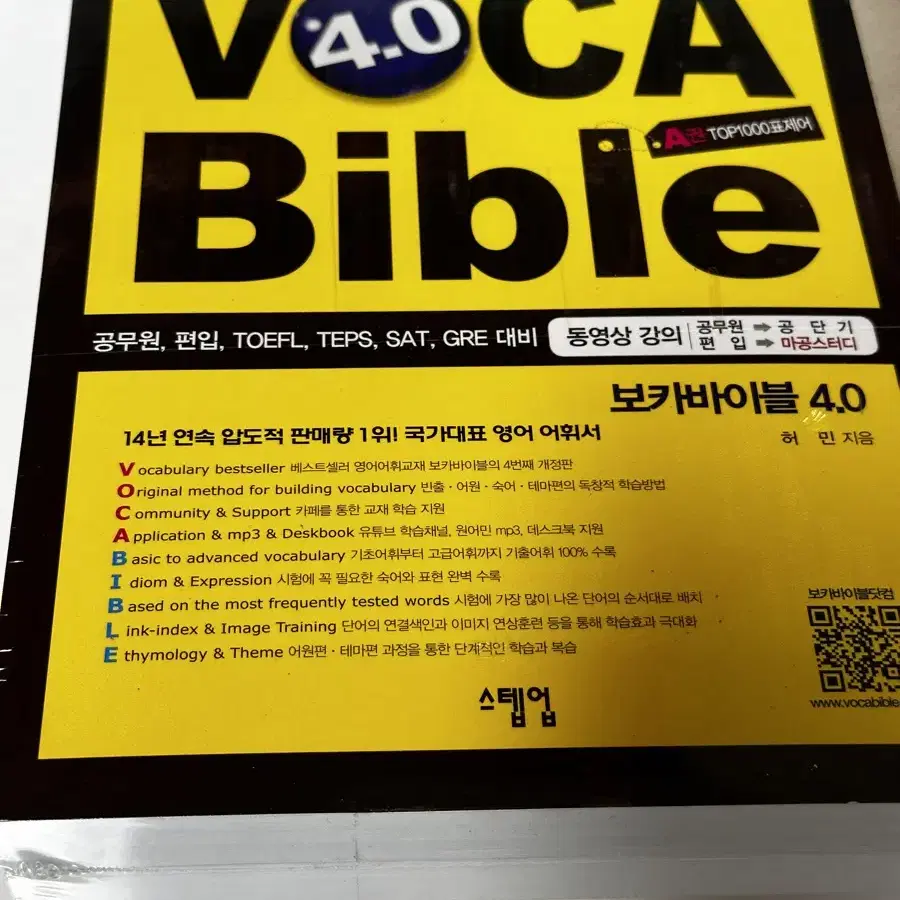 VOCA
4.0
Bible
A권 TOP1000표제어
공무원, 편입, TOEFL, TEPS, SAT, GRE 대비
동영상 강의
공무원 ➡ 공단기
편입 ➡ 마공스터디
보카바이블 4.0
14년 연속 압도적 판매량 1위! 국가대표 영어 어휘서
허민 지음
Vocabulary bestseller 베스트셀러 영어어휘교재 보카바이블의 4번째 개정판
Original method for building vocabulary 빈출·어원·숙어·테마편의 독창적 학습방법
Community & Support 카페를 통한 교재 학습 지원
Application & mp3 & Deskbook 유튜브 학습채널, 원어민 mp3, 데스크북 지원
Basic to advanced vocabulary 기초어휘부터 고급어휘까지 기출어휘 100% 수록
Idiom & Expression 시험에 꼭 필요한 숙어와 표현 완벽 수록
Based on the most frequently tested words 시험에 가장 많이 나온 단어의 순서대로 배치
Link-index & Image Training 단어의 연결색인과 이미지 연상훈련 등을 통해 학습효과 극대화
Ethymology & Theme 어원편·테마편 과정을 통한 단계적인 학습과 복습
보카바이블닷컴
www.vocabible
스텝업